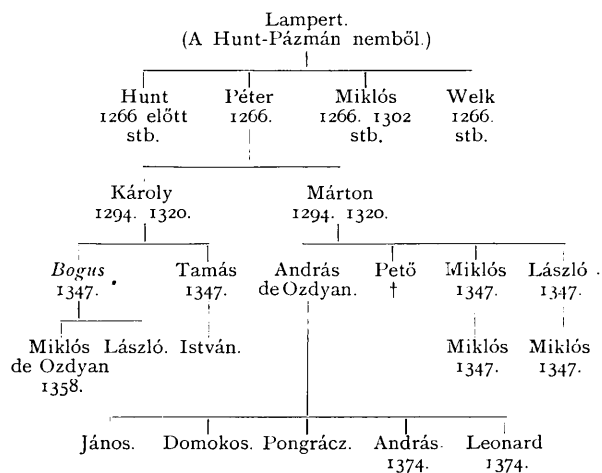 Lampert.
(A Hunt-Pázmán nemből.)
Hunt Péter Miklós Welk
1266 előtt 1266. 1266. 1302 1266.
stb. stb. stb.
Károly Márton
1294. 1320. 1294. 1320.
Bogus Tamás András Pető Miklós László
1347. 1347. de Ozdyan. † 1347. 1347.
Miklós László. István. Miklós Miklós
de Ozdyan 1347. 1347.
1358.
János. Domokos. Pongrácz. András. Leonard
1374. 1374.